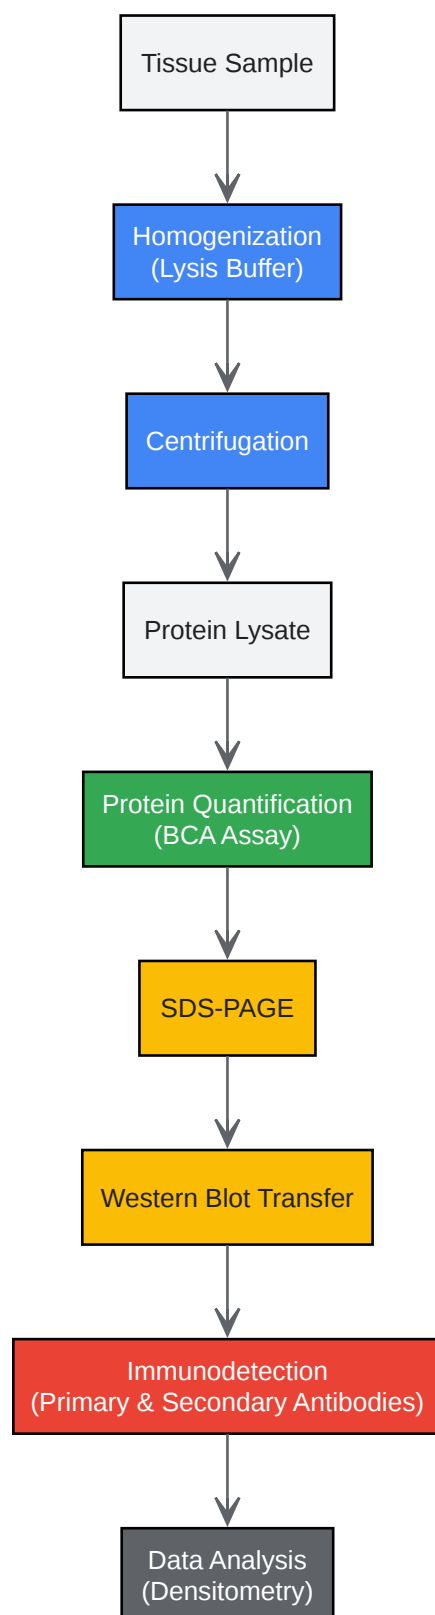 Tissue Sample
Homogenization
(Lysis Buffer)
Centrifugation
Protein Lysate
Protein Quantification
(BCA Assay)
SDS-PAGE
Western Blot Transfer
Immunodetection
(Primary & Secondary Antibodies)
Data Analysis
(Densitometry)